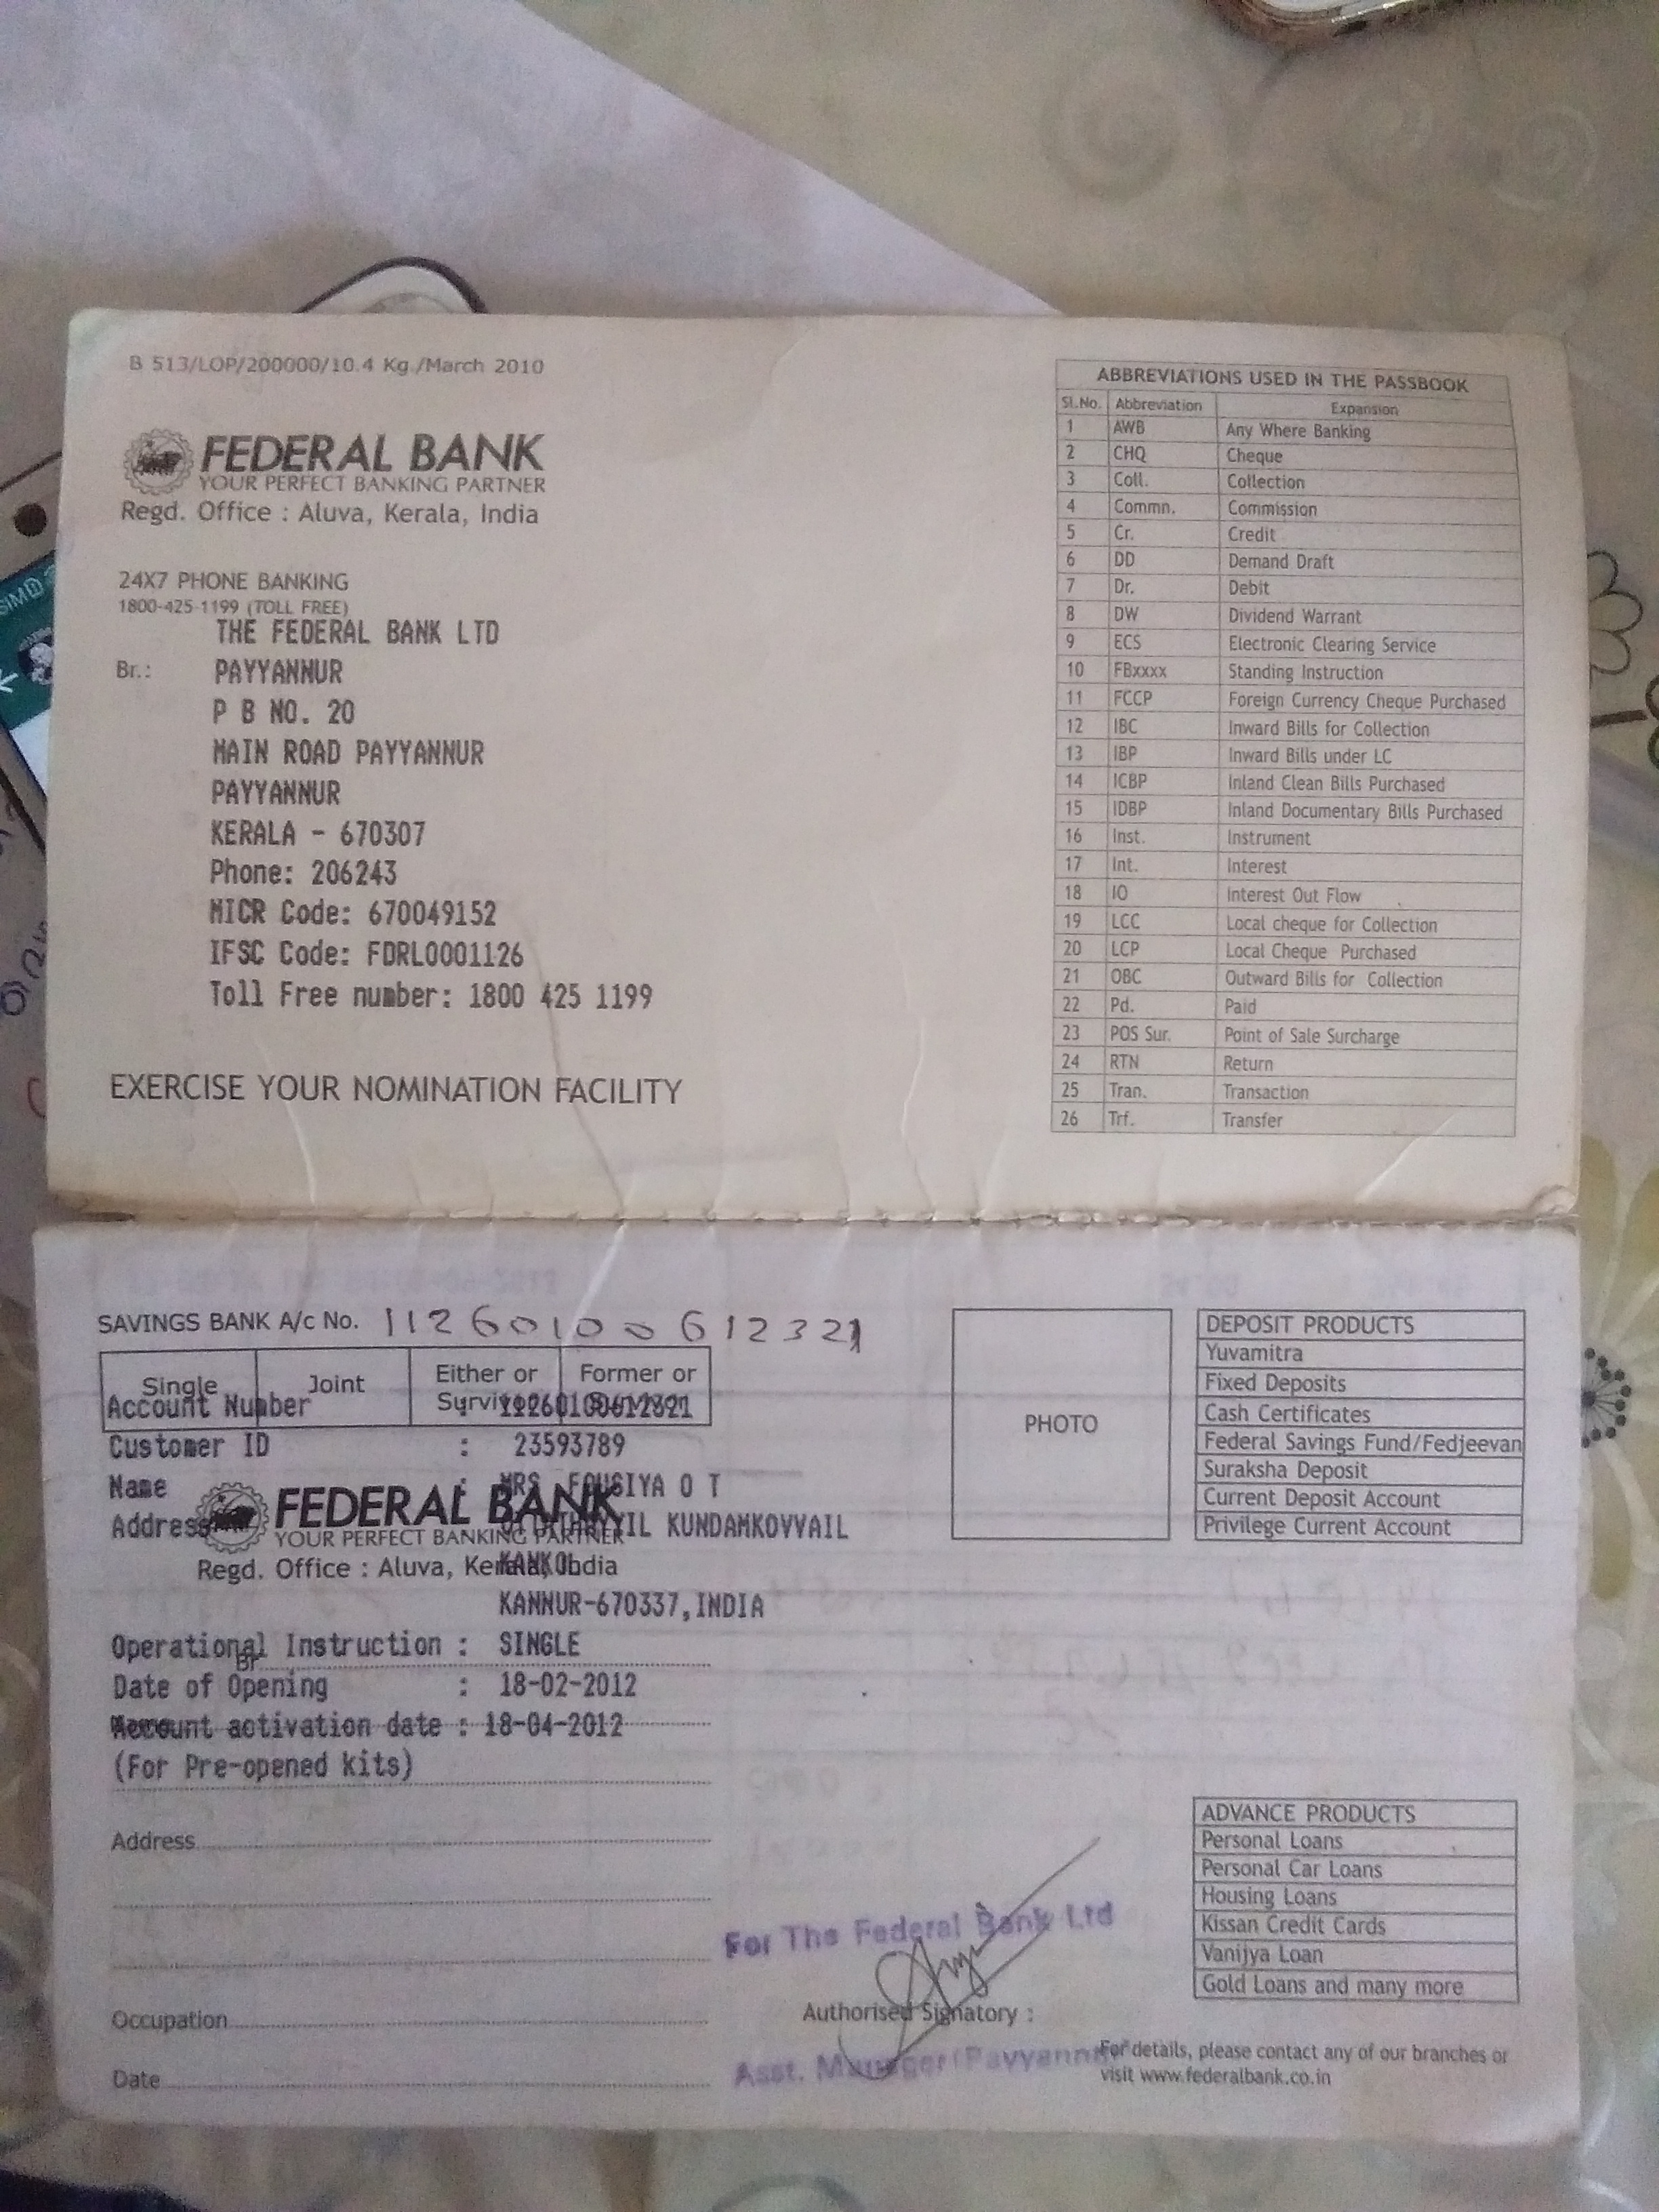 B 513/LOP/200000/10.4 Kg./March 2010
FEDERAL BANK
YOUR PERFECT BANKING PARTNER
Regd. Office : Aluva, Kerala, India
24X7 PHONE BANKING
1800-425-1199 (TOLL FREE)
THE FEDERAL BANK LTD
Br.: PAYYANNUR
P B NO. 20
MAIN ROAD PAYYANNUR
PAYYANNUR
KERALA - 670307
Phone: 206243
MICR Code: 670049152
IFSC Code: FDRL0001126
Toll Free number: 1800 425 1199
EXERCISE YOUR NOMINATION FACILITY
ABBREVIATIONS USED IN THE PASSBOOK
Sl.No. Abbreviation Expansion
1 AWB Any Where Banking
2 CHQ Cheque
3 Coll. Collection
4 Commn. Commission
5 Cr. Credit
6 DD Demand Draft
7 Dr. Debit
8 DW Dividend Warrant
9 ECS Electronic Clearing Service
10 FBxxxx Standing Instruction
11 FCCP Foreign Currency Cheque Purchased
12 IBC Inward Bills for Collection
13 IBP Inward Bills under LC
14 ICBP Inland Clean Bills Purchased
15 IDBP Inland Documentary Bills Purchased
16 Inst. Instrument
17 Int. Interest
18 IO Interest Out Flow
19 LCC Local cheque for Collection
20 LCP Local Cheque Purchased
21 OBC Outward Bills for Collection
22 Pd. Paid
23 POS Sur. Point of Sale Surcharge
24 RTN Return
25 Tran. Transaction
26 Trf. Transfer
SAVINGS BANK A/c No. 11260100612321
Single Joint Either or Survivor Former or Survivor
Account Number : 11260100612321
Customer ID : 23593789
Name : MRS FOUSIYA O T
Address : KUNDAMKOVVAIL
KANKOL
KANNUR-670337,INDIA
FEDERAL BANK
YOUR PERFECT BANKING PARTNER
Regd. Office : Aluva, Kerala, India
Operational Instruction : SINGLE
Br
Date of Opening : 18-02-2012
Account activation date : 18-04-2012
(For Pre-opened kits)
Address
Occupation
Date
PHOTO
DEPOSIT PRODUCTS
Yuvamitra
Fixed Deposits
Cash Certificates
Federal Savings Fund/Fedjeevan
Suraksha Deposit
Current Deposit Account
Privilege Current Account
ADVANCE PRODUCTS
Personal Loans
Personal Car Loans
Housing Loans
Kissan Credit Cards
Vanijya Loan
Gold Loans and many more
For The Federal Bank Ltd
Authorised Signatory :
Asst. Manager
For details, please contact any of our branches or
visit www.federalbank.co.in